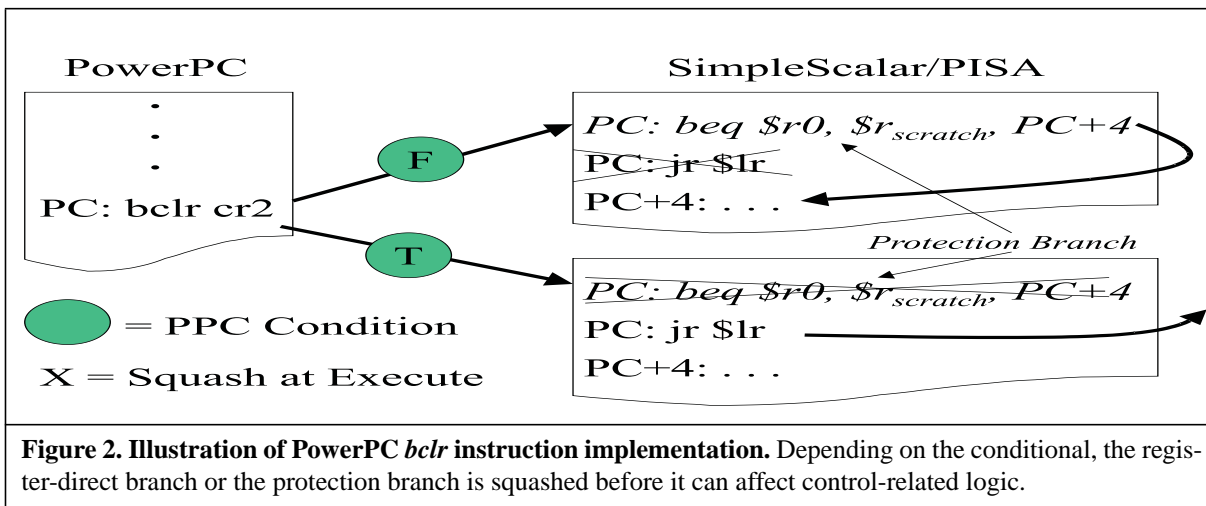 PowerPC
SimpleScalar/PISA
.
.
.
PC: bclr cr2
F
T
PC: beq $r0, $rscratch, PC+4
PC: jr $lr
PC+4: . . .
Protection Branch
PC: beq $r0, $rscratch, PC+4
PC: jr $lr
PC+4: . . .
= PPC Condition
X = Squash at Execute
Figure 2. Illustration of PowerPC bclr instruction implementation. Depending on the conditional, the regis-
ter-direct branch or the protection branch is squashed before it can affect control-related logic.